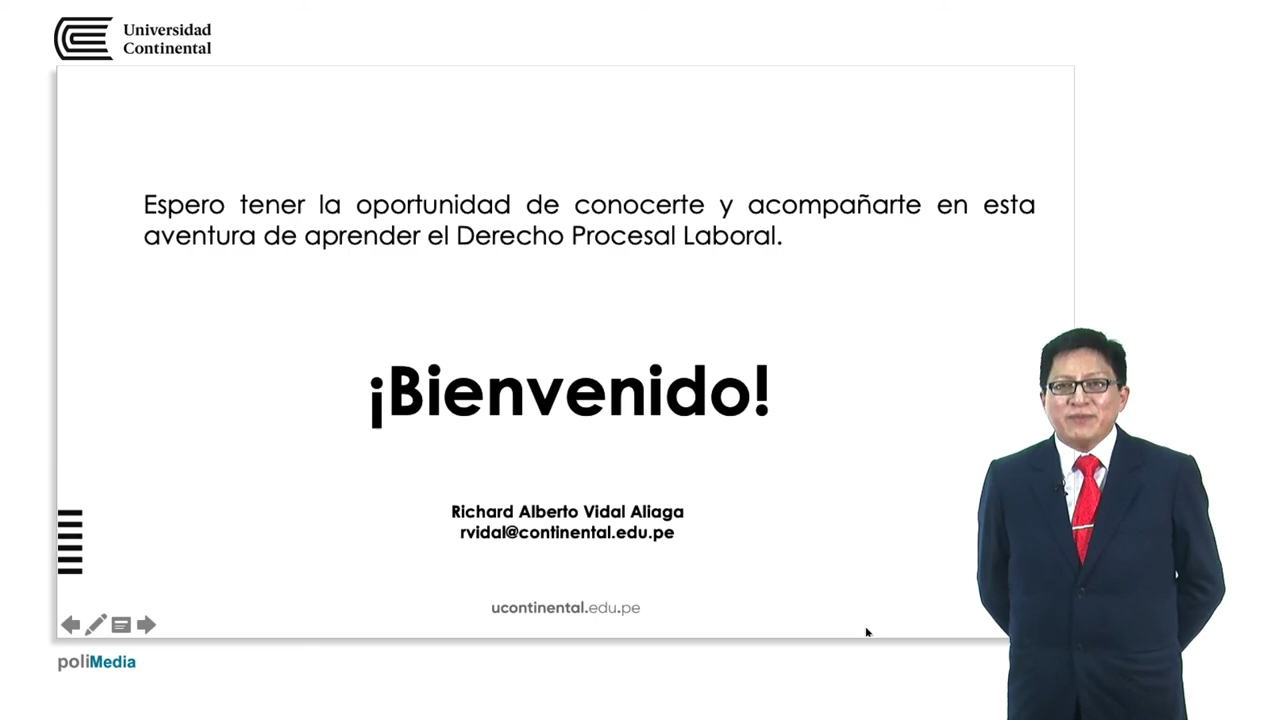 Universidad
Continental
Espero tener la oportunidad de conocerte y acompañarte en esta
aventura de aprender el Derecho Procesal Laboral.
¡Bienvenido!
Richard Alberto Vidal Aliaga
rvidal@continental.edu.pe
ucontinental.edu.pe
poliMedia